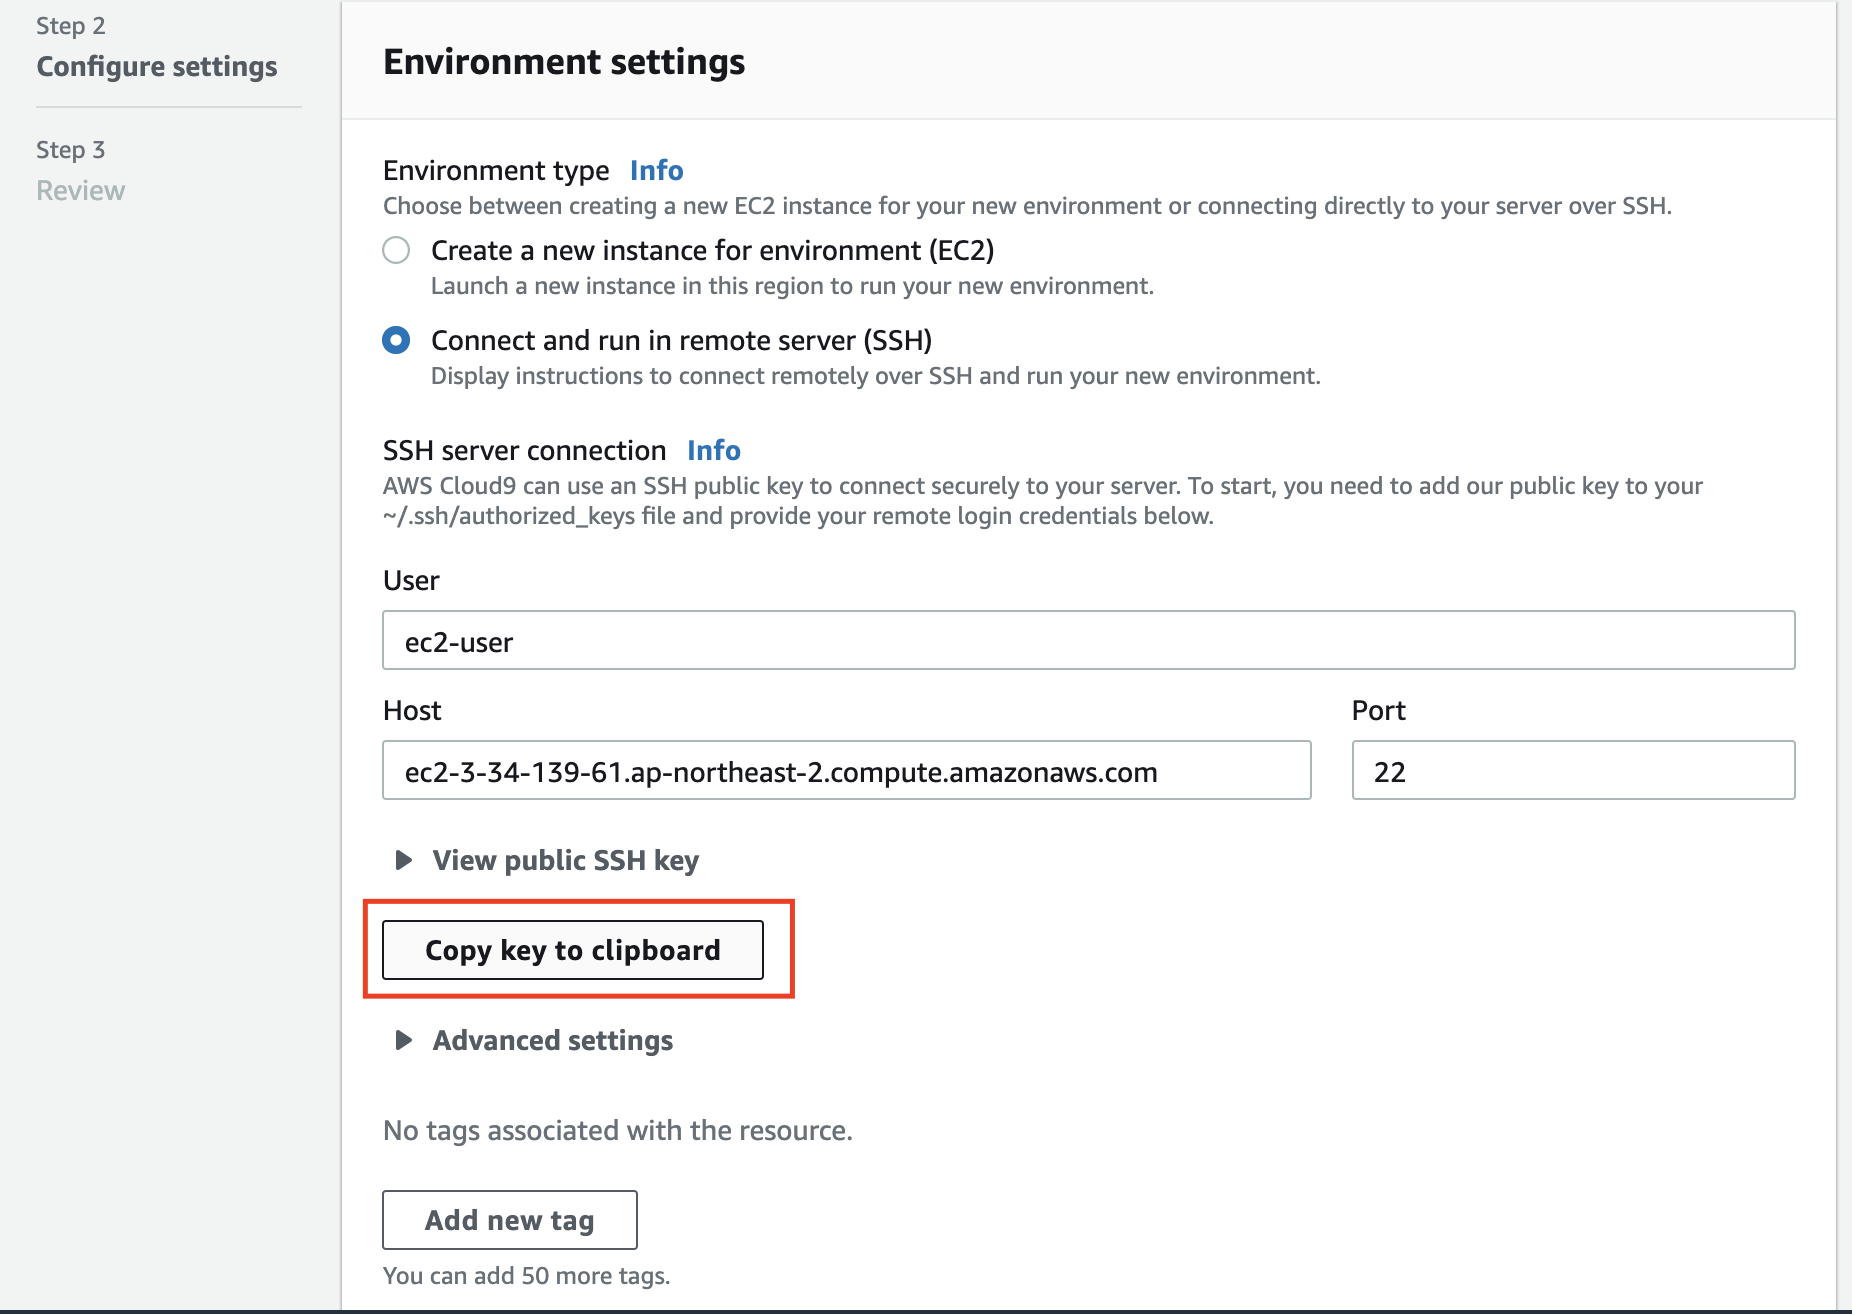 Step 2
Configure settings
Step 3
Review
Environment settings
Environment type Info
Choose between creating a new EC2 instance for your new environment or connecting directly to your server over SSH.
Create a new instance for environment (EC2)
Launch a new instance in this region to run your new environment.
Connect and run in remote server (SSH)
Display instructions to connect remotely over SSH and run your new environment.
SSH server connection Info
AWS Cloud9 can use an SSH public key to connect securely to your server. To start, you need to add our public key to your
~/.ssh/authorized_keys file and provide your remote login credentials below.
User
ec2-user
Host Port
ec2-3-34-139-61.ap-northeast-2.compute.amazonaws.com 22
View public SSH key
Copy key to clipboard
Advanced settings
No tags associated with the resource.
Add new tag
You can add 50 more tags.